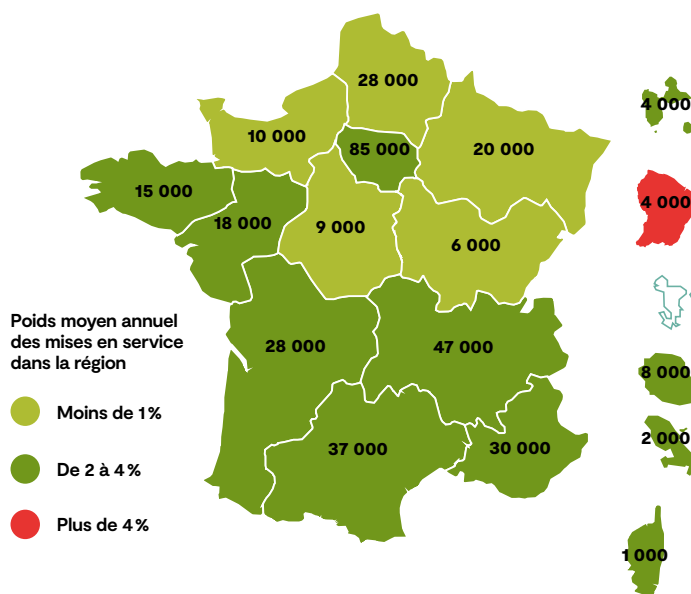 28 000
4 000
10 000
85 000
20 000
15 000
4 000
18 000
9 000
6 000
Poids moyen annuel
des mises en service
dans la région
28 000
47 000
8 000
Moins de 1 %
2 000
37 000
30 000
De 2 à 4 %
Plus de 4 %
1 000